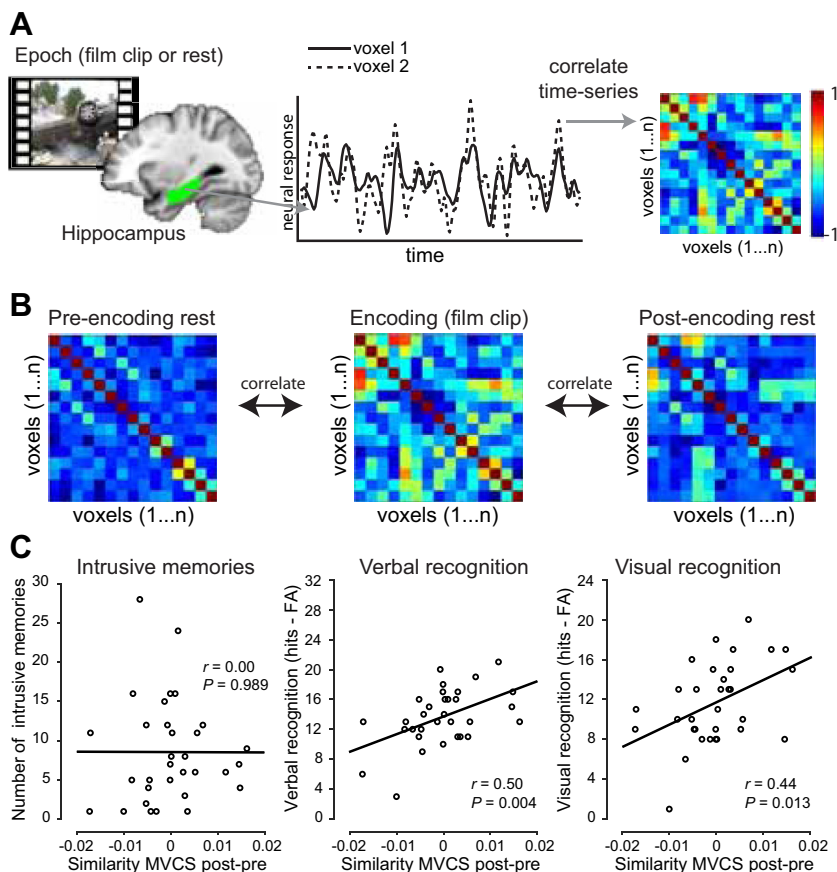 A
Epoch (film clip or rest)
Hippocampus
voxel 1
voxel 2
neural response
time
correlate
time-series
voxels (1...n)
voxels (1...n)
1
-1
B
Pre-encoding rest
Encoding (film clip)
Post-encoding rest
voxels (1...n)
voxels (1...n)
correlate
voxels (1...n)
voxels (1...n)
correlate
voxels (1...n)
voxels (1...n)
C
Intrusive memories
Number of intrusive memories
30
25
20
15
10
5
0
r = 0.00
P = 0.989
-0.02 -0.01 0 0.01 0.02
Similarity MVCS post-pre
Verbal recognition
Verbal recognition (hits - FA)
32
28
24
20
16
12
8
4
0
r = 0.50
P = 0.004
-0.02 -0.01 0 0.01 0.02
Similarity MVCS post-pre
Visual recognition
Visual recognition (hits - FA)
24
20
16
12
8
4
0
r = 0.44
P = 0.013
-0.02 -0.01 0 0.01 0.02
Similarity MVCS post-pre